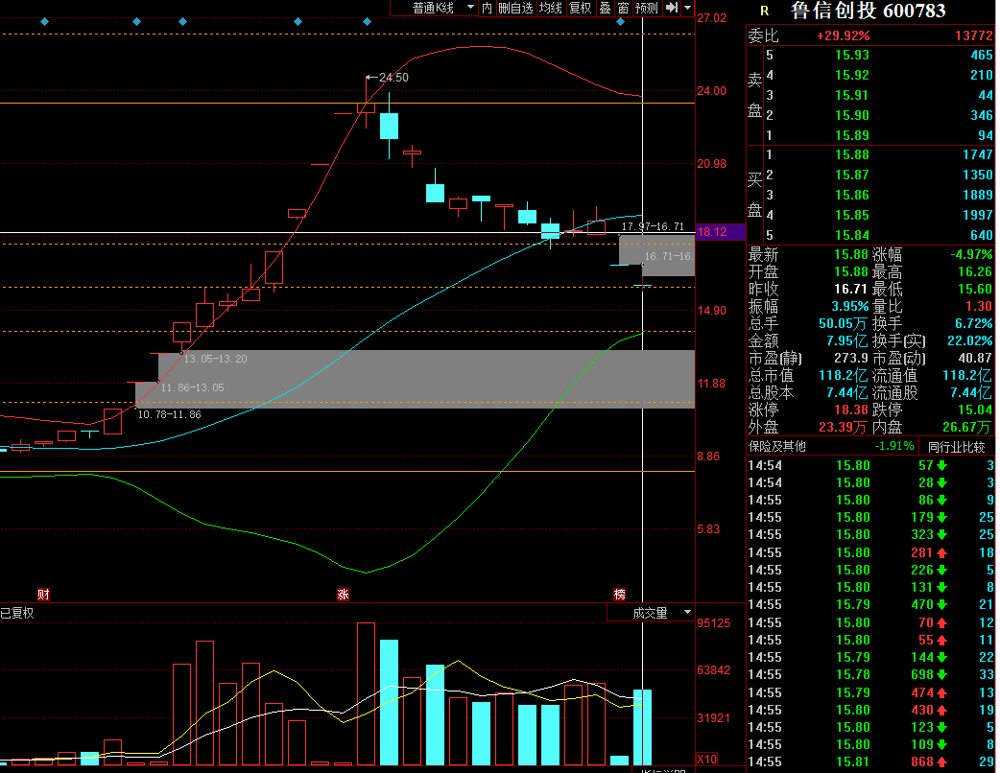 普通K线 内 删自选 均线 复权 叠 窗 预测
27.02
24.50
24.00
20.98
17.97-16.71
18.12
16.71-16.
14.90
13.05-13.20
11.88
11.86-13.05
10.78-11.86
8.86
5.83
财 涨 榜
已复权 成交量
95125
63842
31921
X10
R 鲁信创投 600783
委比 +29.92% 13772
卖盘
5 15.93 465
4 15.92 210
3 15.91 44
2 15.90 346
1 15.89 94
买盘
1 15.88 1747
2 15.87 1350
3 15.86 1889
4 15.85 1997
5 15.84 640
最新 15.88 涨幅 -4.97%
开盘 15.88 最高 16.26
昨收 16.71 最低 15.60
振幅 3.95% 量比 1.30
总手 50.05万 换手 6.72%
金额 7.95亿 换手(实) 22.02%
市盈(静) 273.9 市盈(动) 40.87
总市值 118.2亿 流通值 118.2亿
总股本 7.44亿 流通股 7.44亿
涨停 18.38 跌停 15.04
外盘 23.39万 内盘 26.67万
保险及其他 -1.91% 同行业比较
14:54 15.80 57 3
14:54 15.80 28 3
14:55 15.80 86 9
14:55 15.80 179 25
14:55 15.80 323 25
14:55 15.80 281 18
14:55 15.80 226 5
14:55 15.80 131 8
14:55 15.79 470 21
14:55 15.80 70 12
14:55 15.80 55 11
14:55 15.79 144 22
14:55 15.78 698 33
14:55 15.79 474 13
14:55 15.80 430 19
14:55 15.80 123 5
14:55 15.80 109 8
14:55 15.81 868 29